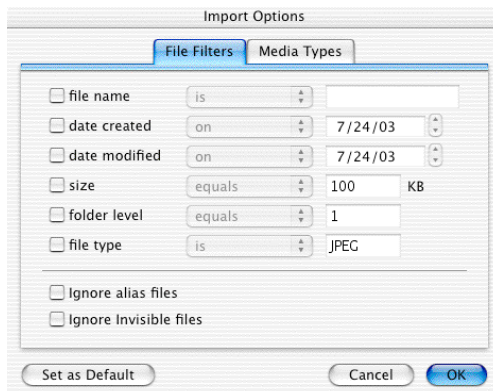 Import Options
File Filters Media Types
file name is
date created on 7/24/03
date modified on 7/24/03
size equals 100 KB
folder level equals 1
file type is JPEG
Ignore alias files
Ignore Invisible files
Set as Default Cancel OK